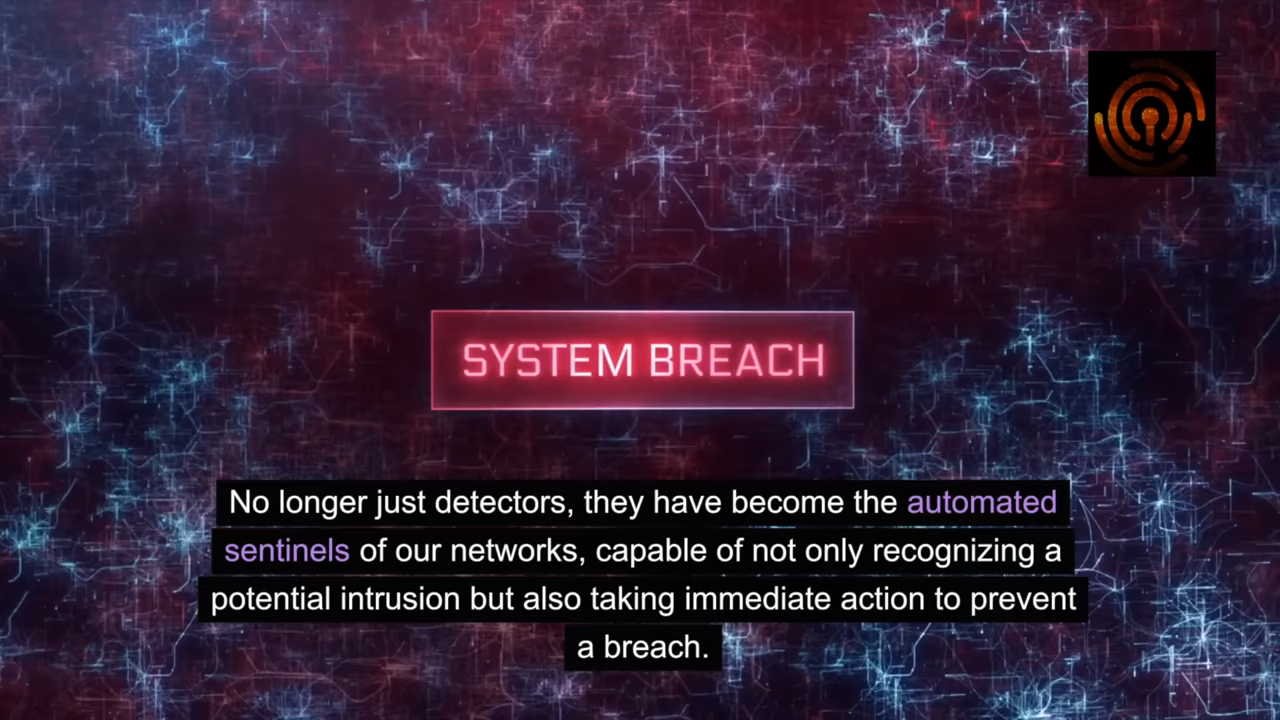 SYSTEM BREACH
No longer just detectors, they have become the automated
sentinels of our networks, capable of not only recognizing a
potential intrusion but also taking immediate action to prevent
a breach.